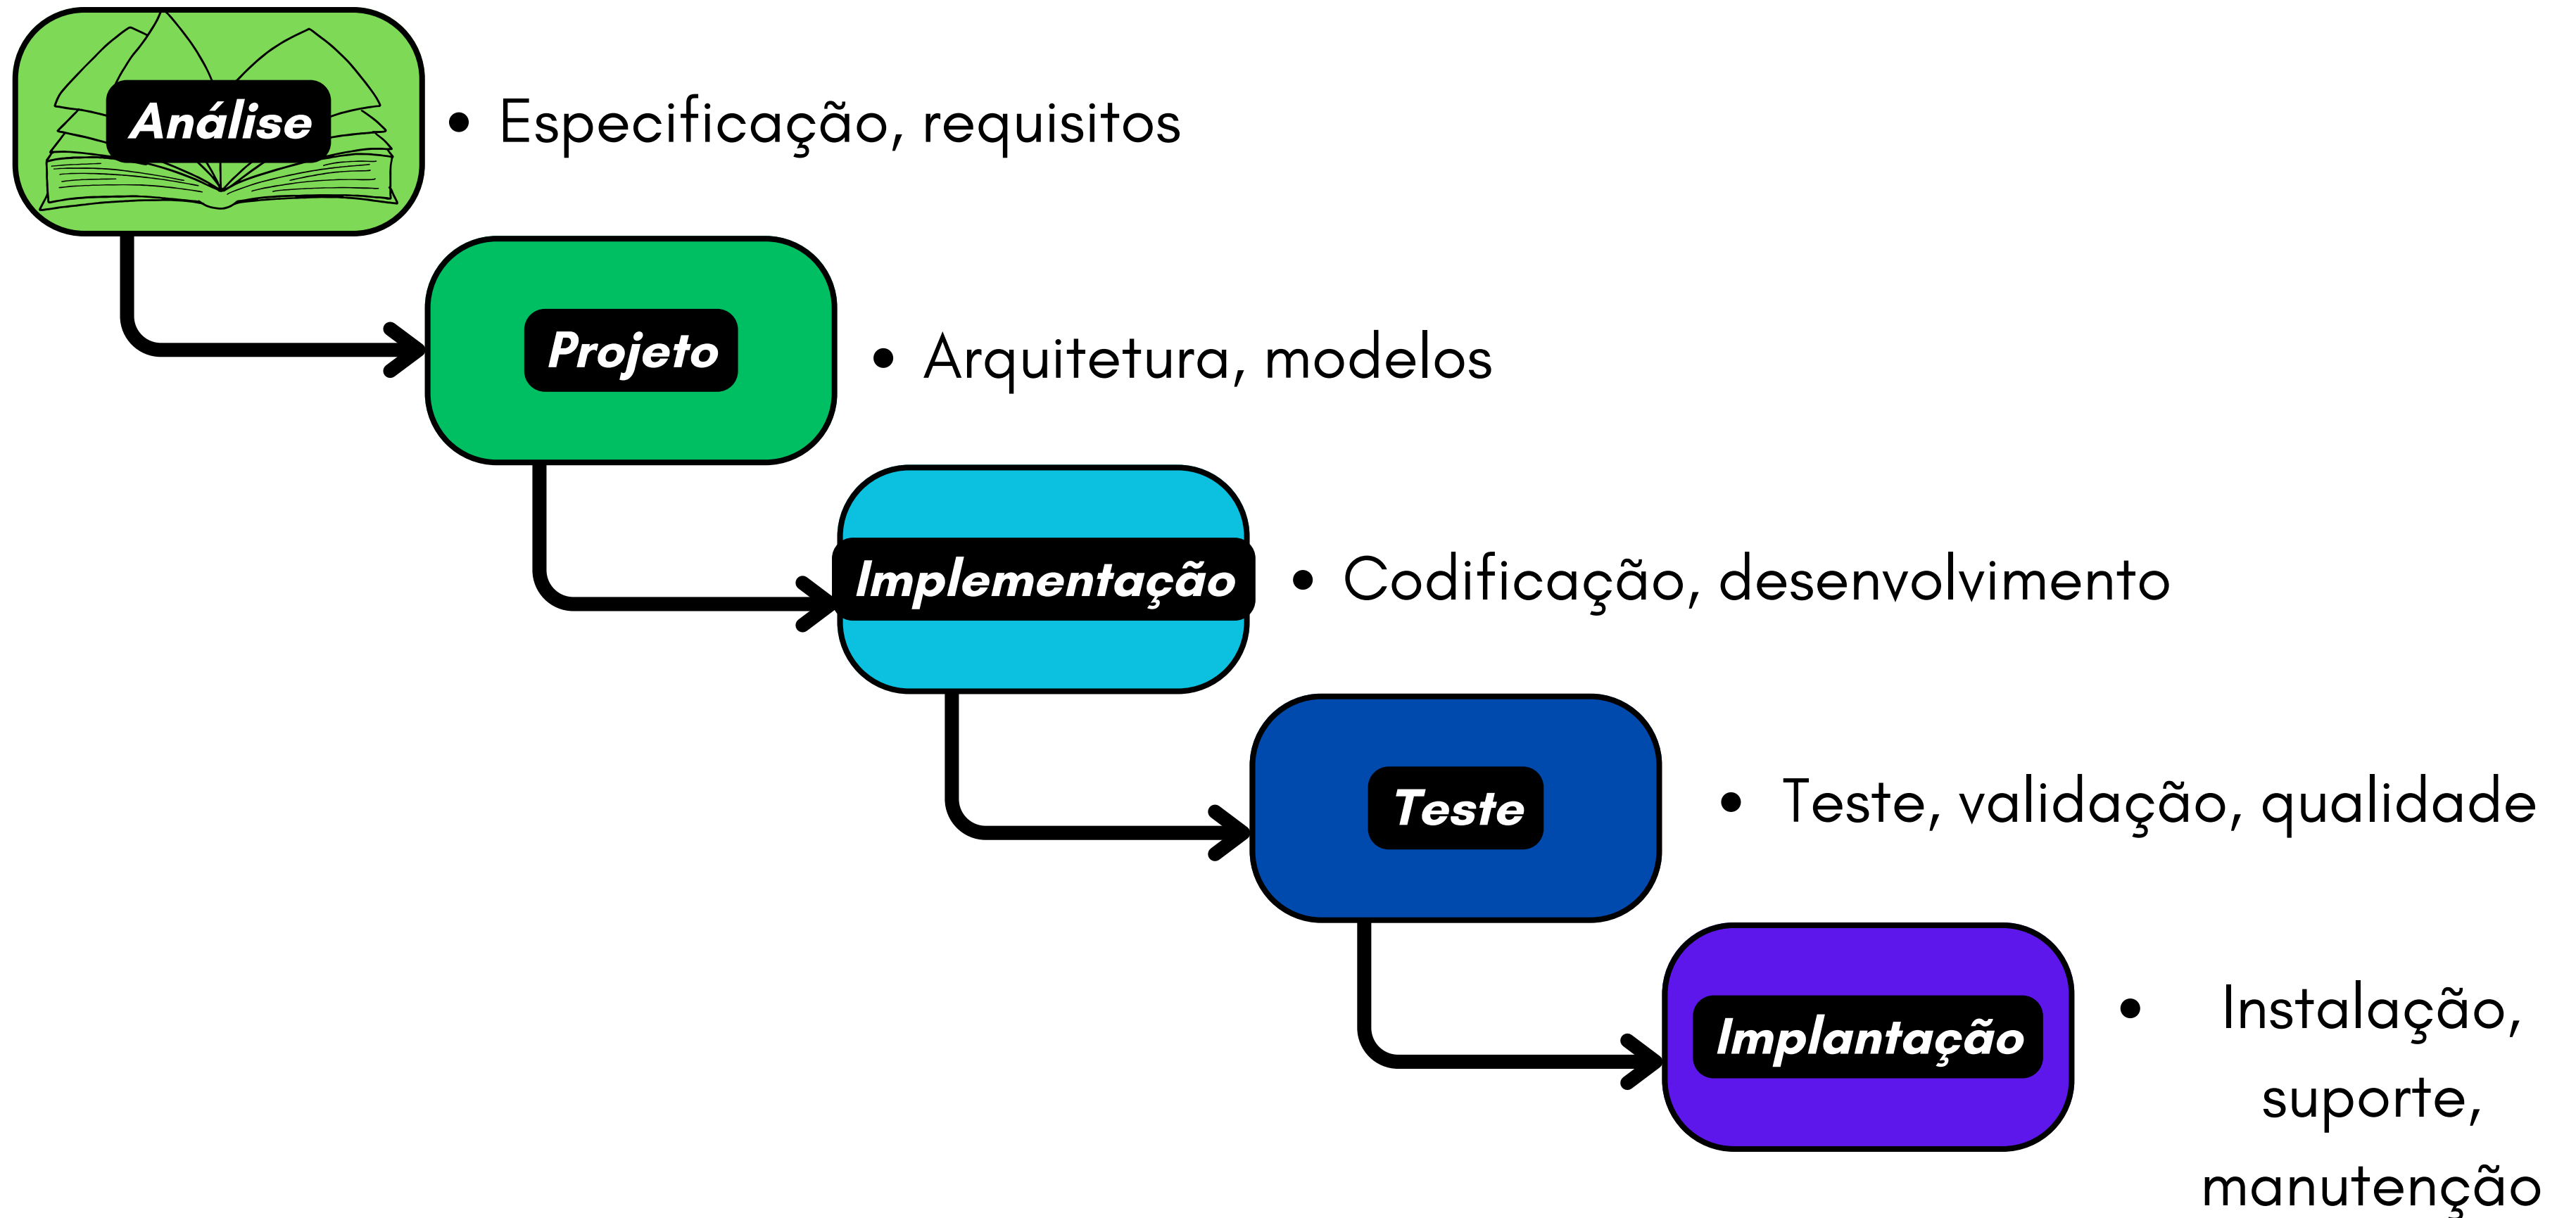 Análise
• Especificação, requisitos
Projeto
• Arquitetura, modelos
Implementação
• Codificação, desenvolvimento
Teste
• Teste, validação, qualidade
Implantação
• Instalação,
suporte,
manutenção